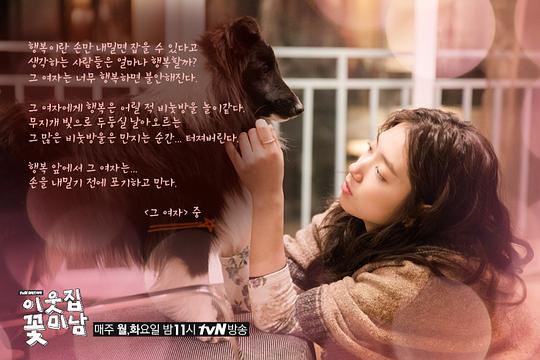 행복이란 손만 내밀면 잡을 수 있다고
생각하는 사람들은 얼마나 행복할까?
그 여자는 너무 행복하면 불안해진다.
그 여자에게 행복은 어릴 적 비눗방울 놀이같다.
무지개 빛으로 두둥실 날아오르는
그 많은 비눗방울은 만지는 순간... 터져버린다.
행복 앞에서 그 여자는...
손을 내밀기 전에 포기하고 만다.
<그 여자> 중
이웃집
꽃미남
매주 월,화요일 밤11시 tvN 방송